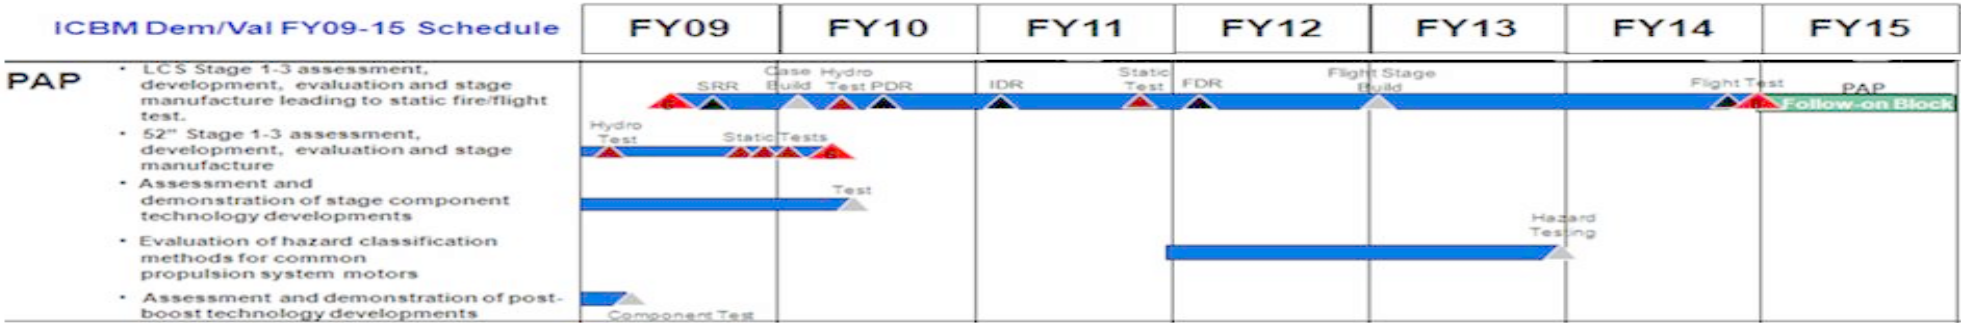 ICBM Dem/Val FY09-15 Schedule FY09 FY10 FY11 FY12 FY13 FY14 FY15
PAP
• LCS Stage 1-3 assessment,
development, evaluation and stage
manufacture leading to static fire/flight
test.
• 52" Stage 1-3 assessment,
development, evaluation and stage
manufacture
• Assessment and
demonstration of stage component
technology developments
• Evaluation of hazard classification
methods for common
propulsion system motors
• Assessment and demonstration of post-
boost technology developments
SRR
Case
Build
Hydro
Test
PDR
IDR
Static
Test
FDR
Flight Stage
Build
Flight Test
PAP
Follow-on Block
Hydro
Test
Static Tests
Test
Hazard
Testing
Component Test